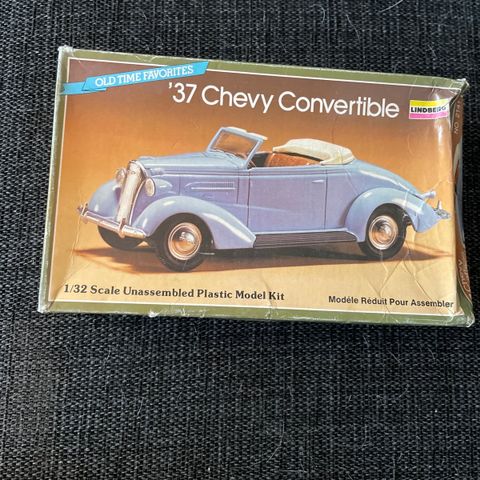 OLD TIME FAVORITES
'37 Chevy Convertible
LINDBERG
1/32 Scale Unassembled Plastic Model Kit
Modéle Réduit Pour Assembler